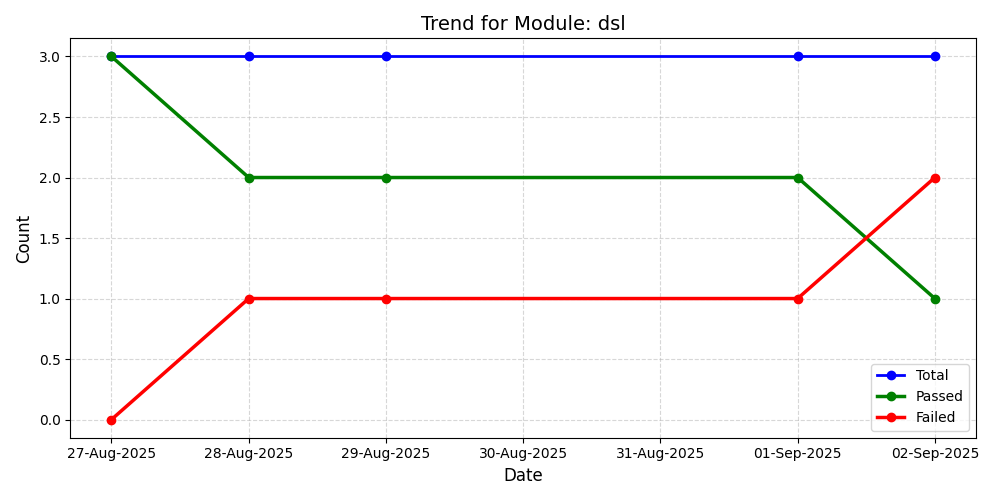 Trend for Module: dsl
Count
3.0
2.5
2.0
1.5
1.0
0.5
0.0
Total
Passed
Failed
27-Aug-2025
28-Aug-2025
29-Aug-2025
30-Aug-2025
31-Aug-2025
01-Sep-2025
02-Sep-2025
Date